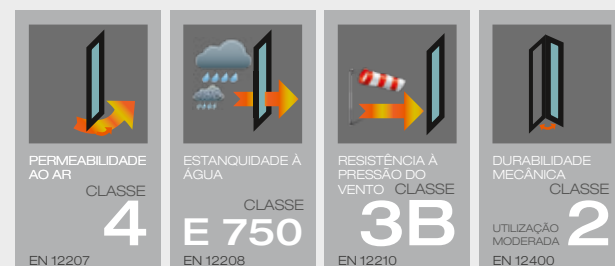 PERMEABILIDADE
AO AR
CLASSE
4
EN 12207
ESTANQUIDADE À
ÁGUA
CLASSE
E 750
EN 12208
RESISTÊNCIA À
PRESSÃO DO
VENTO CLASSE
3B
EN 12210
DURABILIDADE
MECÂNICA
CLASSE
UTILIZAÇÃO
MODERADA 2
EN 12400